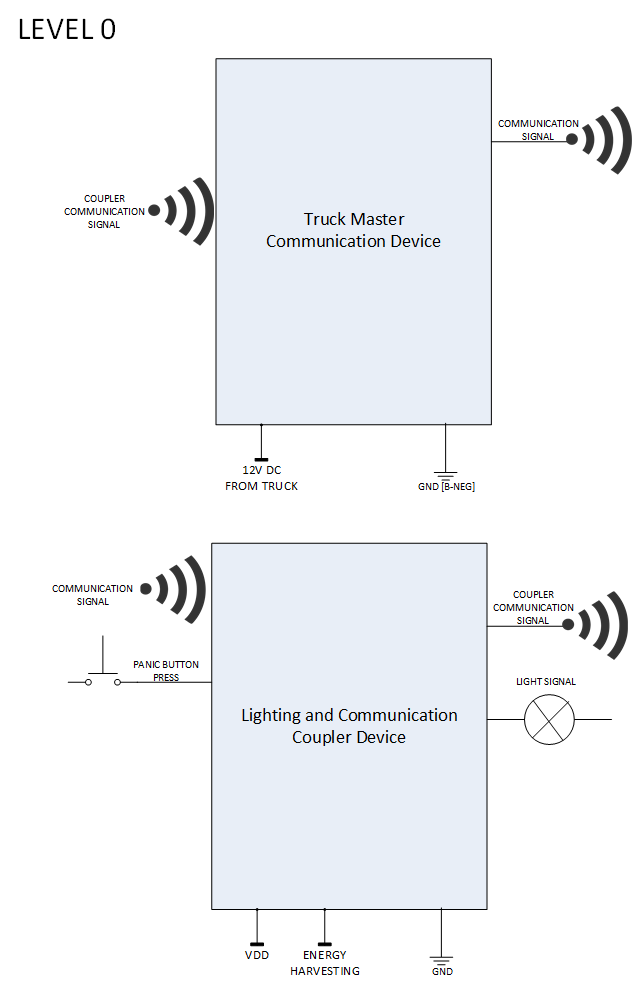 LEVEL 0
COMMUNICATION
SIGNAL
COUPLER
COMMUNICATION
SIGNAL
Truck Master
Communication Device
12V DC
FROM TRUCK
GND [B-NEG]
COMMUNICATION
SIGNAL
COUPLER
COMMUNICATION
SIGNAL
PANIC BUTTON
PRESS
LIGHT SIGNAL
Lighting and Communication
Coupler Device
VDD
ENERGY
HARVESTING
GND